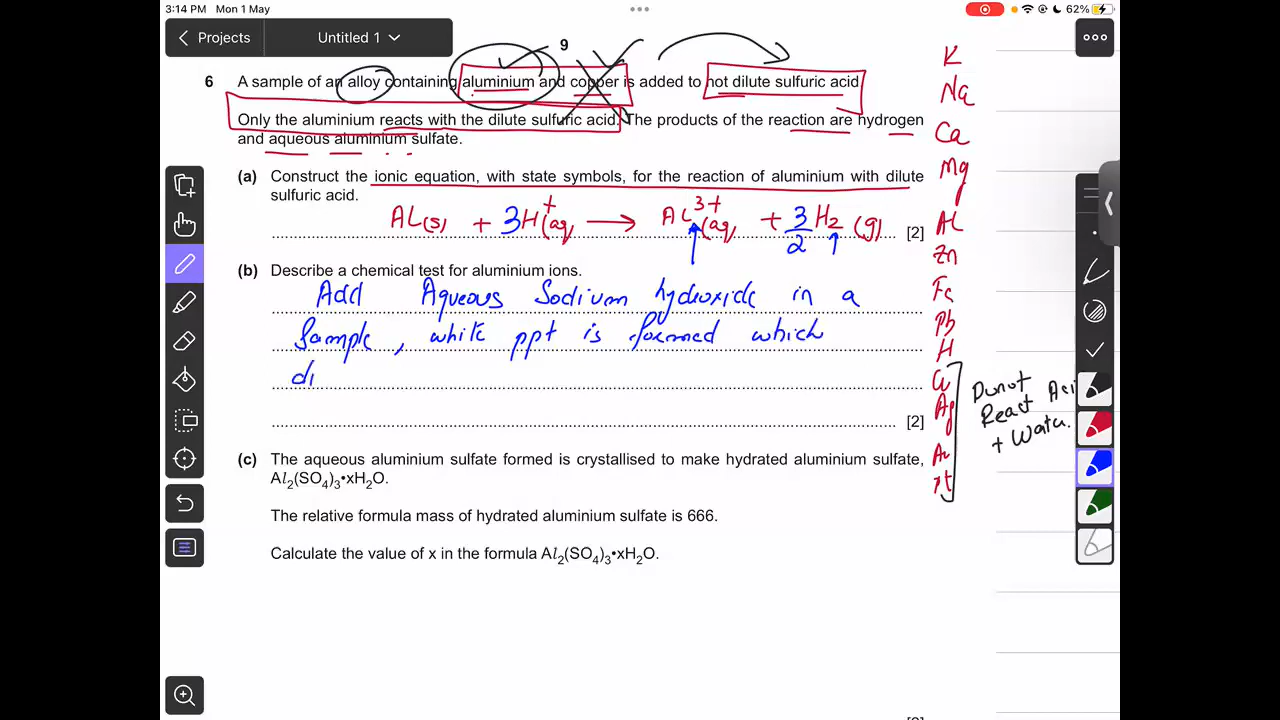 3:14 PM Mon 1 May
62%
Projects
Untitled 1
9
6 A sample of an alloy containing aluminium and copper is added to hot dilute sulfuric acid
Only the aluminium reacts with the dilute sulfuric acid. The products of the reaction are hydrogen
and aqueous aluminium sulfate.
(a) Construct the ionic equation, with state symbols, for the reaction of aluminium with dilute
sulfuric acid.
AL(s) + 3H⁺(aq) → AL³⁺(aq) + 3/2 H₂ (g) [2]
(b) Describe a chemical test for aluminium ions.
Add Aqueous Sodium hydroxide in a
Sample, white ppt is formed which
di
[2]
(c) The aqueous aluminium sulfate formed is crystallised to make hydrated aluminium sulfate,
Al₂(SO₄)₃•xH₂O.
The relative formula mass of hydrated aluminium sulfate is 666.
Calculate the value of x in the formula Al₂(SO₄)₃•xH₂O.
K
Na
Ca
Mg
AL
Zn
Fe
Pb
H
Cu
Ag
Au
Pt
Donot
React Aci
+ Water.